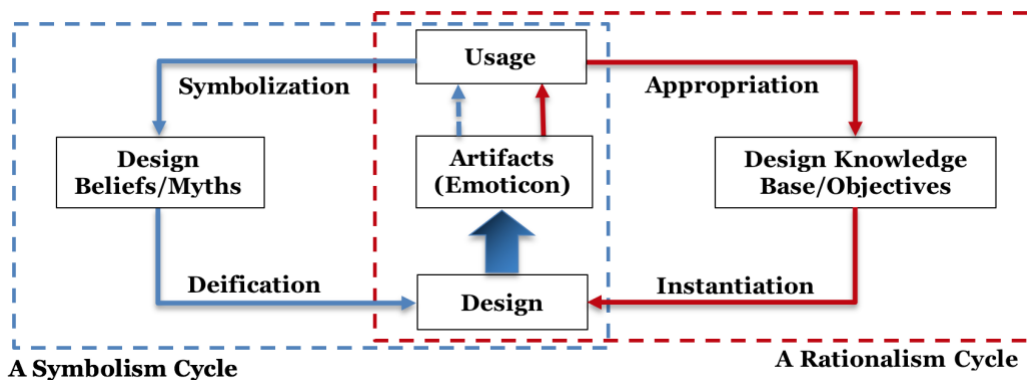 Usage
Symbolization
Appropriation
Design
Beliefs/Myths
Artifacts
(Emoticon)
Design Knowledge
Base/Objectives
Deification
Design
Instantiation
A Symbolism Cycle
A Rationalism Cycle